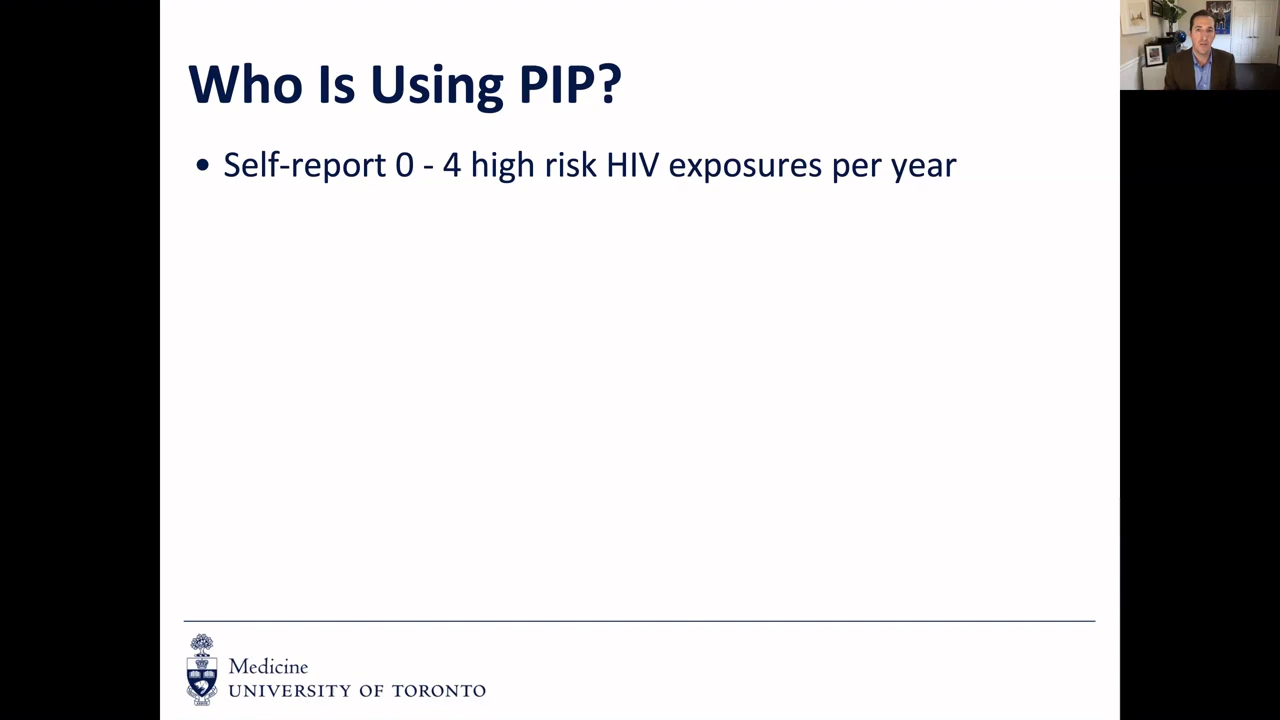 Who Is Using PIP?
• Self-report 0 - 4 high risk HIV exposures per year
Medicine
UNIVERSITY OF TORONTO